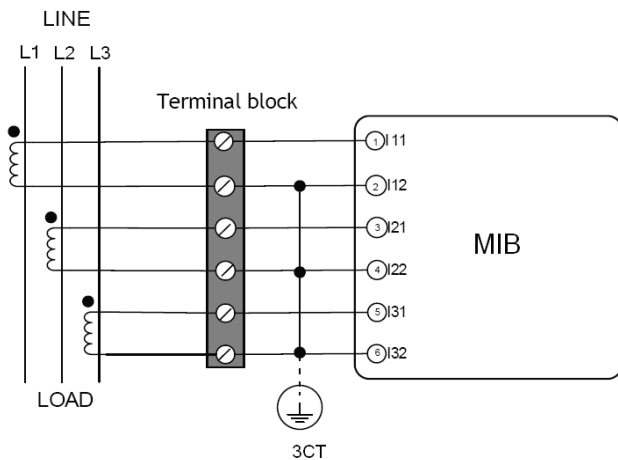 LINE
L1 L2 L3
Terminal block
1 I11
2 I12
3 I21
4 I22
5 I31
6 I32
MIB
LOAD
3CT